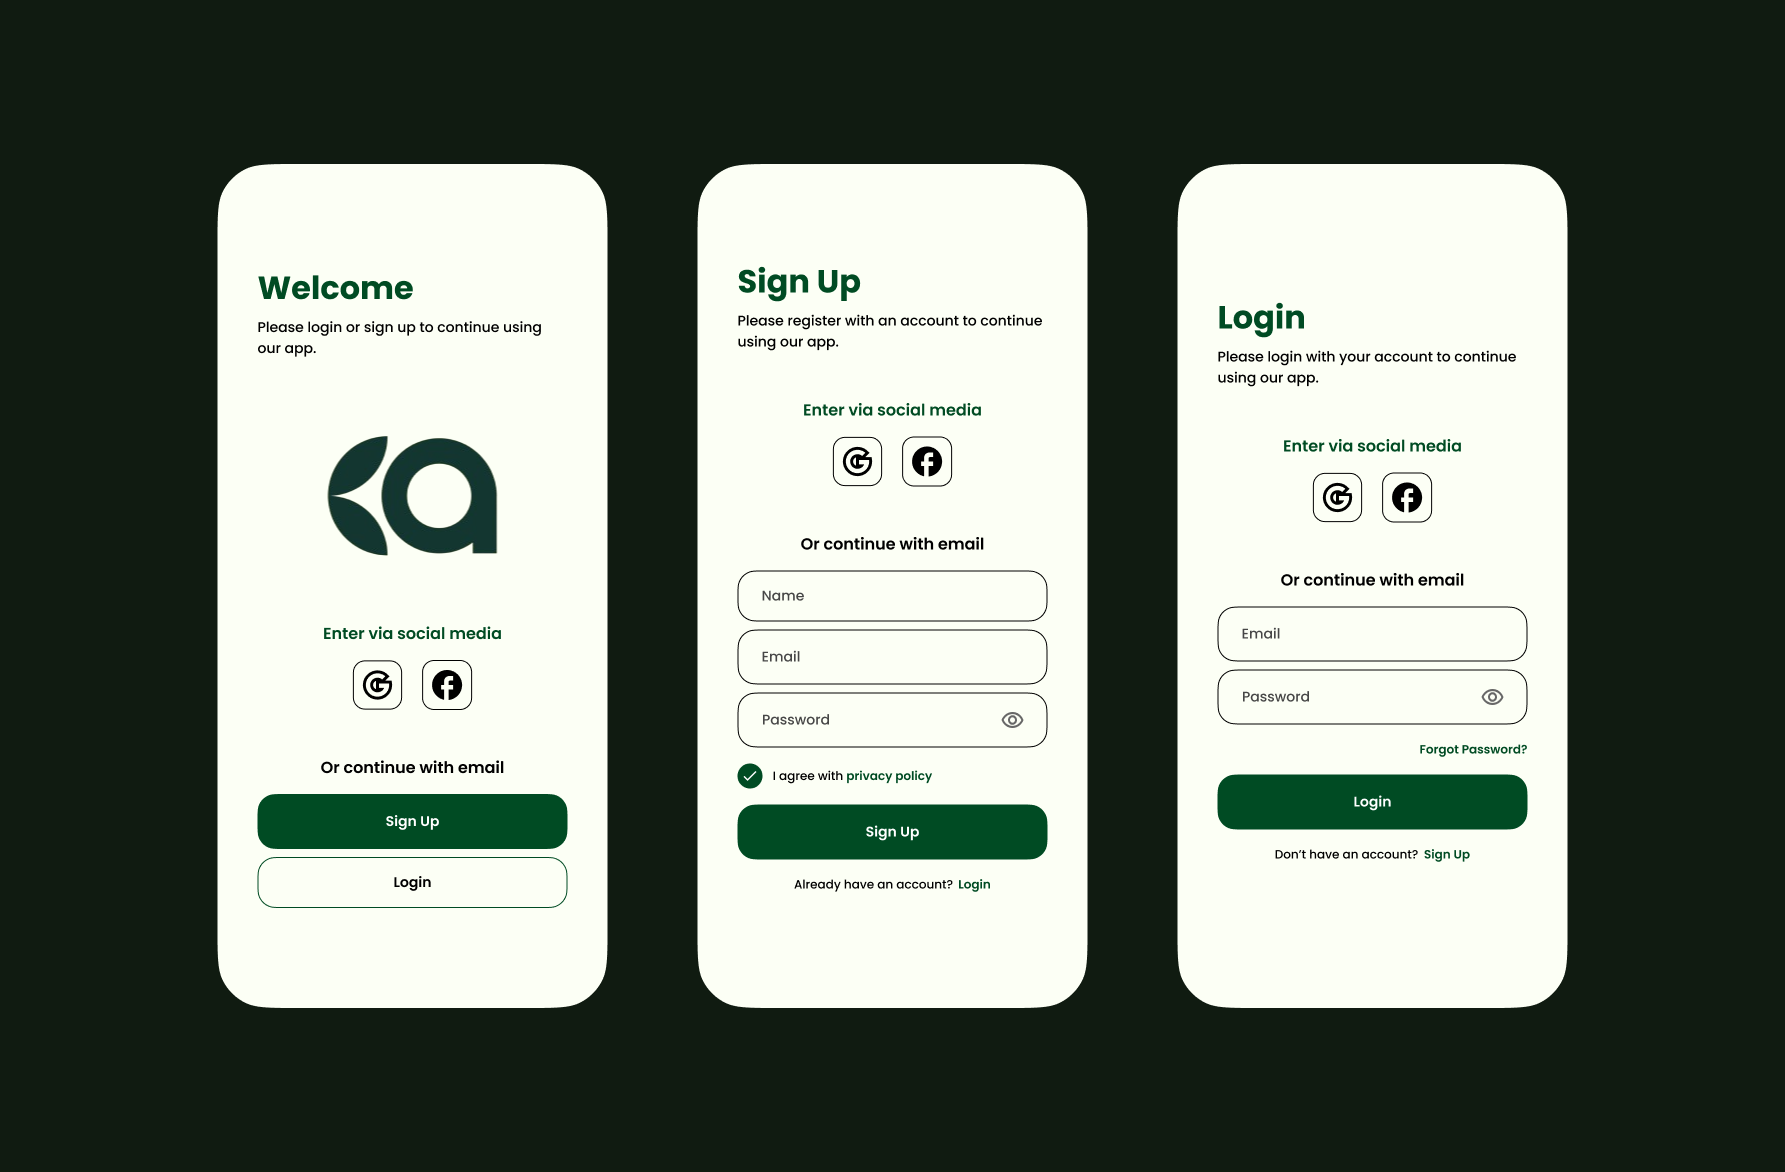 Welcome
Please login or sign up to continue using
our app.
Enter via social media
Or continue with email
Sign Up
Login
Sign Up
Please register with an account to continue
using our app.
Enter via social media
Or continue with email
Name
Email
Password
I agree with privacy policy
Sign Up
Already have an account? Login
Login
Please login with your account to continue
using our app.
Enter via social media
Or continue with email
Email
Password
Forgot Password?
Login
Don't have an account? Sign Up